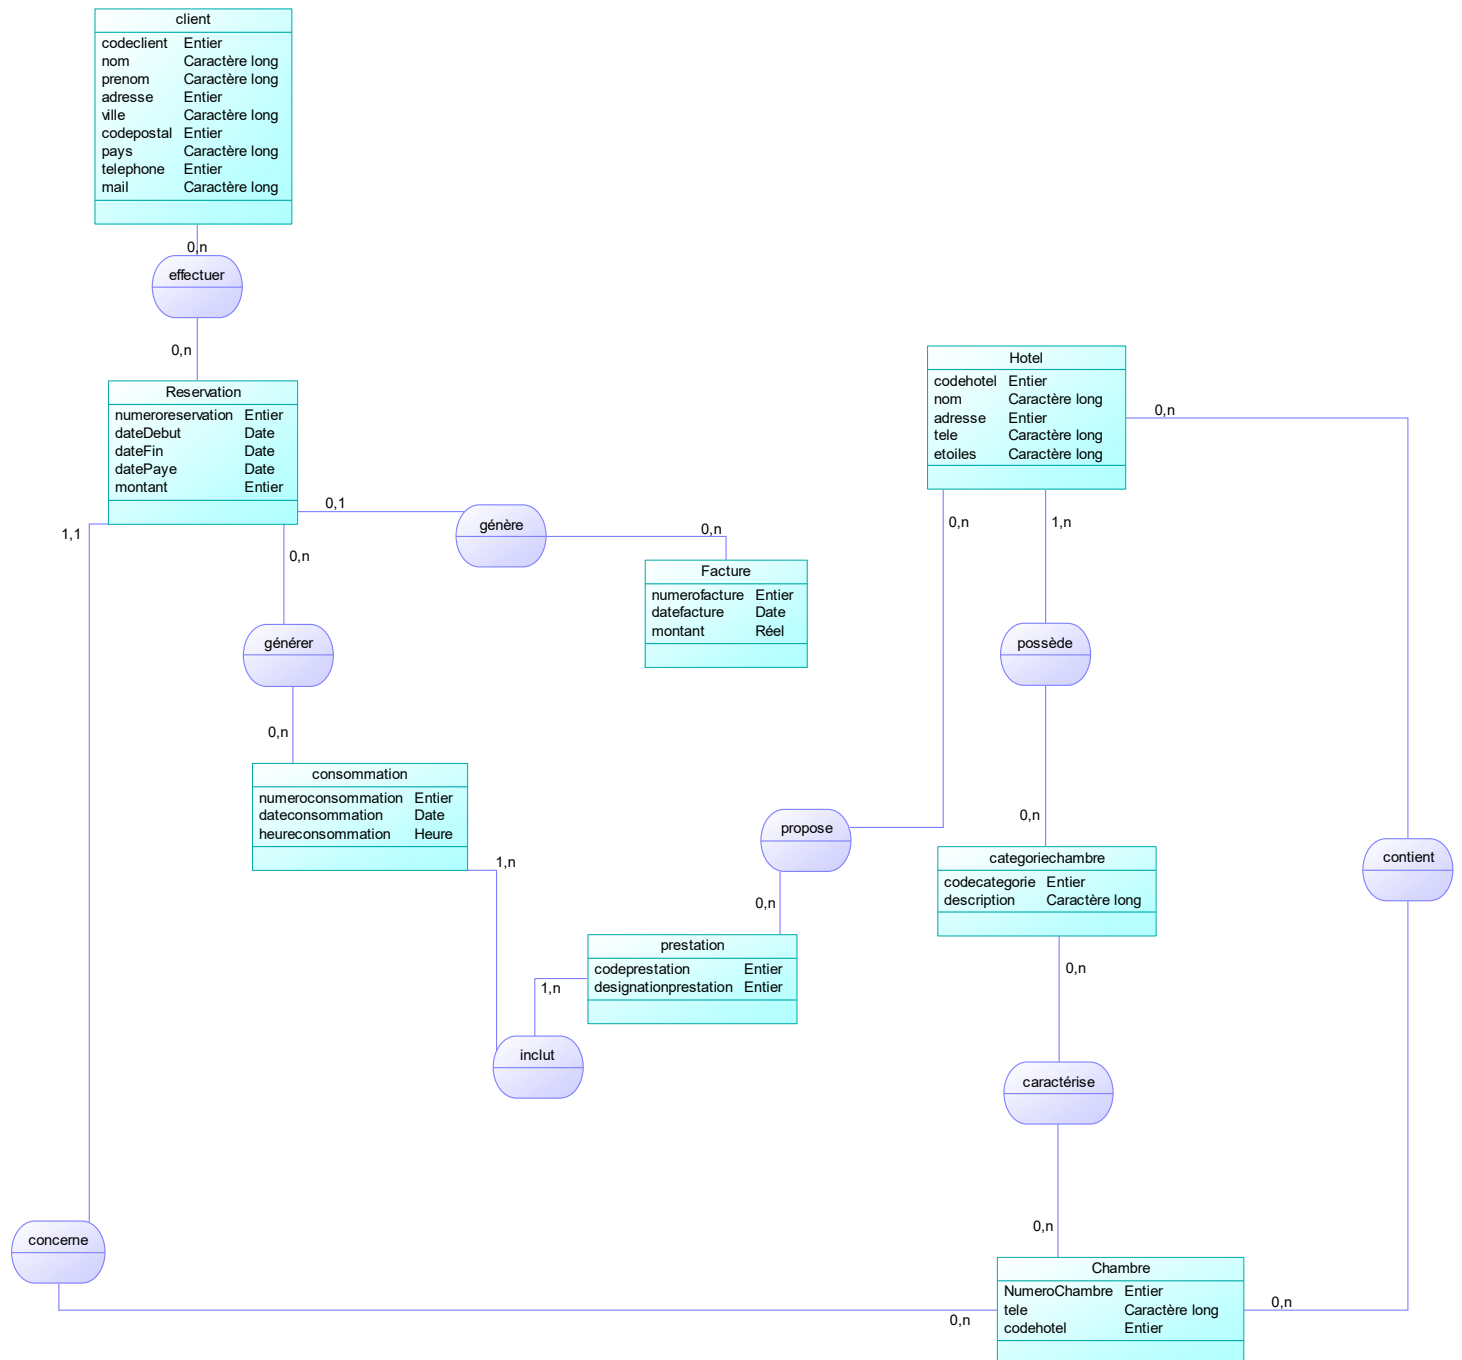 client
codeclient Entier
nom Caractère long
prenom Caractère long
adresse Entier
ville Caractère long
codepostal Entier
pays Caractère long
telephone Entier
mail Caractère long
0,n
effectuer
0,n
Reservation
numeroreservation Entier
dateDebut Date
dateFin Date
datePaye Date
montant Entier
0,1
génère
0,n
1,1
0,n
Facture
numerofacture Entier
datefacture Date
montant Réel
générer
0,n
consommation
numeroconsommation Entier
dateconsommation Date
heureconsommation Heure
1,n
Hotel
codehotel Entier
nom Caractère long
adresse Entier
tele Caractère long
etoiles Caractère long
0,n
0,n
1,n
possède
0,n
propose
0,n
categoriechambre
codecategorie Entier
description Caractère long
contient
prestation
codeprestation Entier
designationprestation Entier
1,n
inclut
0,n
caractérise
0,n
concerne
0,n
Chambre
NumeroChambre Entier
tele Caractère long
codehotel Entier
0,n